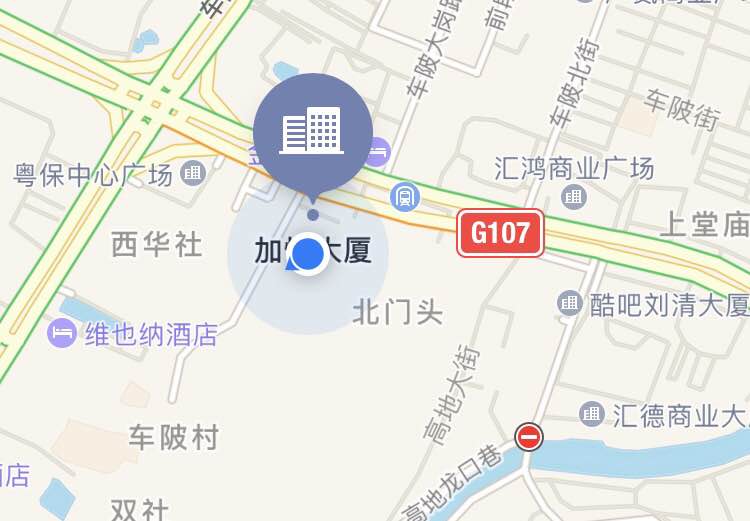 车陂大岗路
车陂北街
车陂街
粤保中心广场
汇鸿商业广场
西华社
G107
上堂庙
大厦
北门头
酷吧刘清大厦
维也纳酒店
高地大街
汇德商业大
车陂村
高地龙口巷
酒店
双社